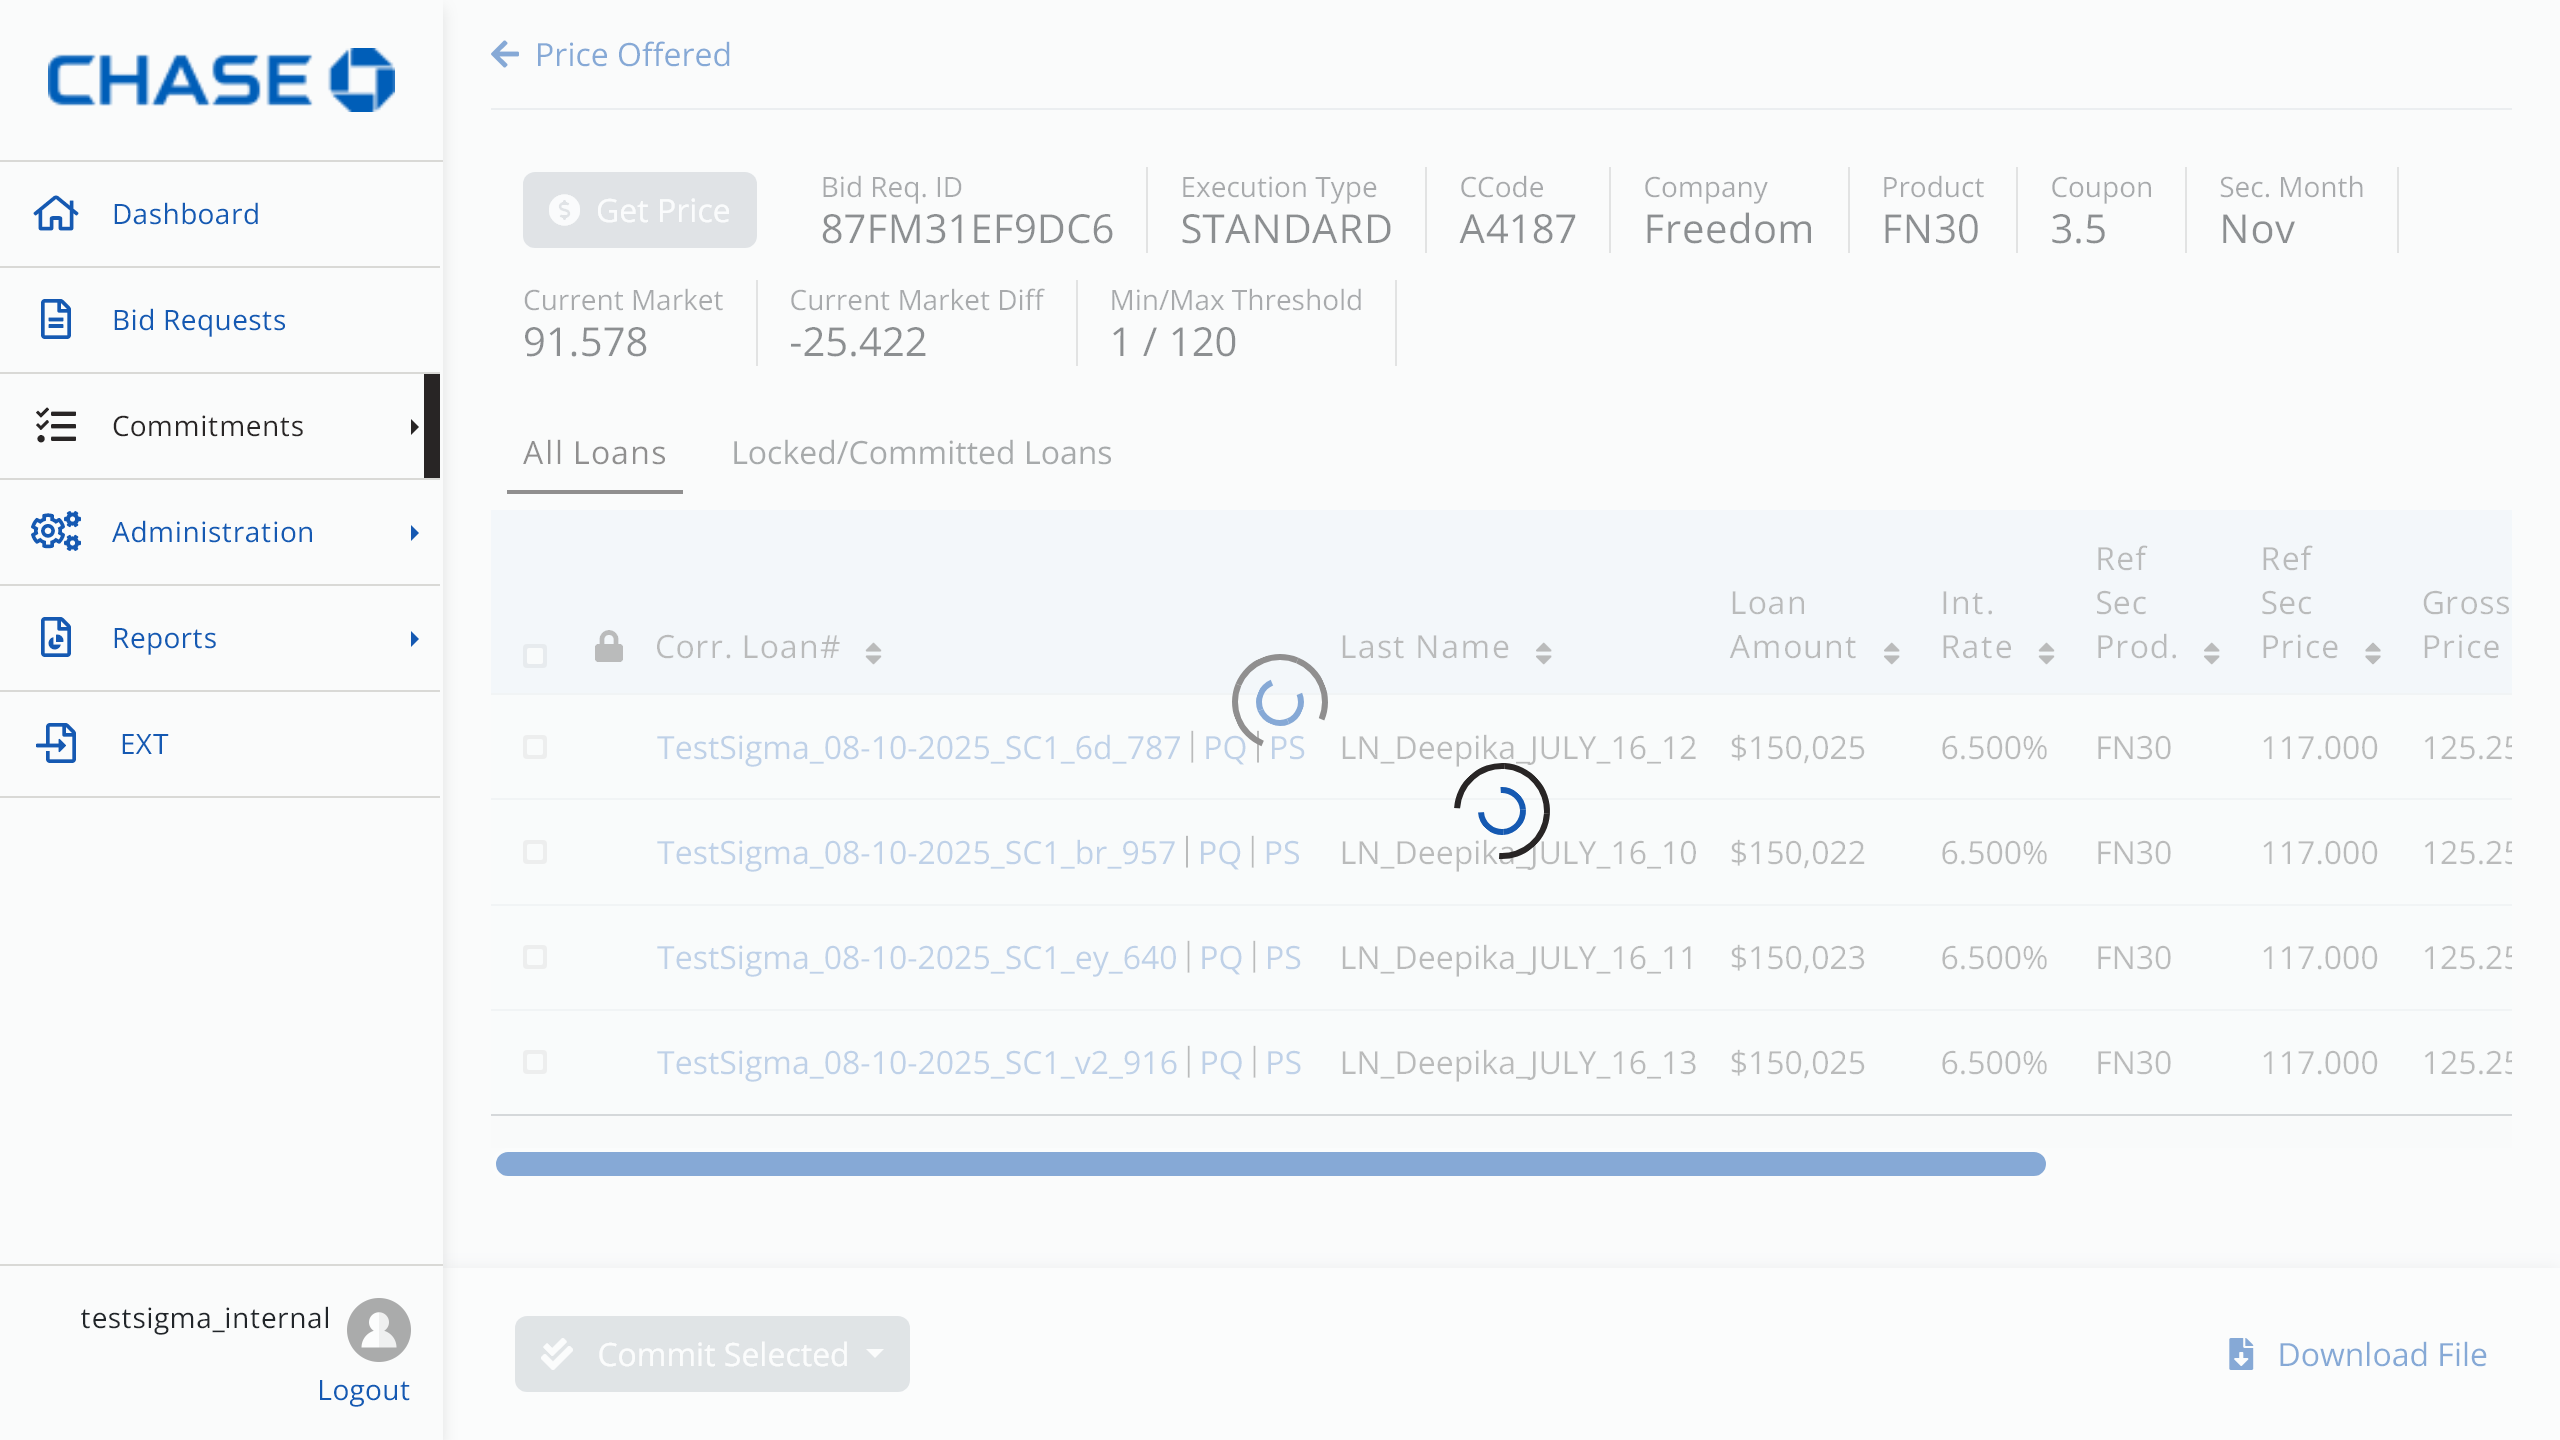 CHASE
Dashboard
Bid Requests
Commitments
Administration
Reports
EXT
testsigma_internal
Logout
Price Offered
Get Price
Bid Req. ID
87FM31EF9DC6
Execution Type
STANDARD
CCode
A4187
Company
Freedom
Product
FN30
Coupon
3.5
Sec. Month
Nov
Current Market
91.578
Current Market Diff
-25.422
Min/Max Threshold
1 / 120
All Loans Locked/Committed Loans
Corr. Loan#
Last Name
Loan
Amount
Int.
Rate
Ref
Sec
Prod.
Ref
Sec
Price
Gross
Price
TestSigma_08-10-2025_SC1_6d_787 | PQ | PS LN_Deepika_JULY_16_12 $150,025 6.500% FN30 117.000 125.25
TestSigma_08-10-2025_SC1_br_957 | PQ | PS LN_Deepika_JULY_16_10 $150,022 6.500% FN30 117.000 125.25
TestSigma_08-10-2025_SC1_ey_640 | PQ | PS LN_Deepika_JULY_16_11 $150,023 6.500% FN30 117.000 125.25
TestSigma_08-10-2025_SC1_v2_916 | PQ | PS LN_Deepika_JULY_16_13 $150,025 6.500% FN30 117.000 125.25
Commit Selected
Download File